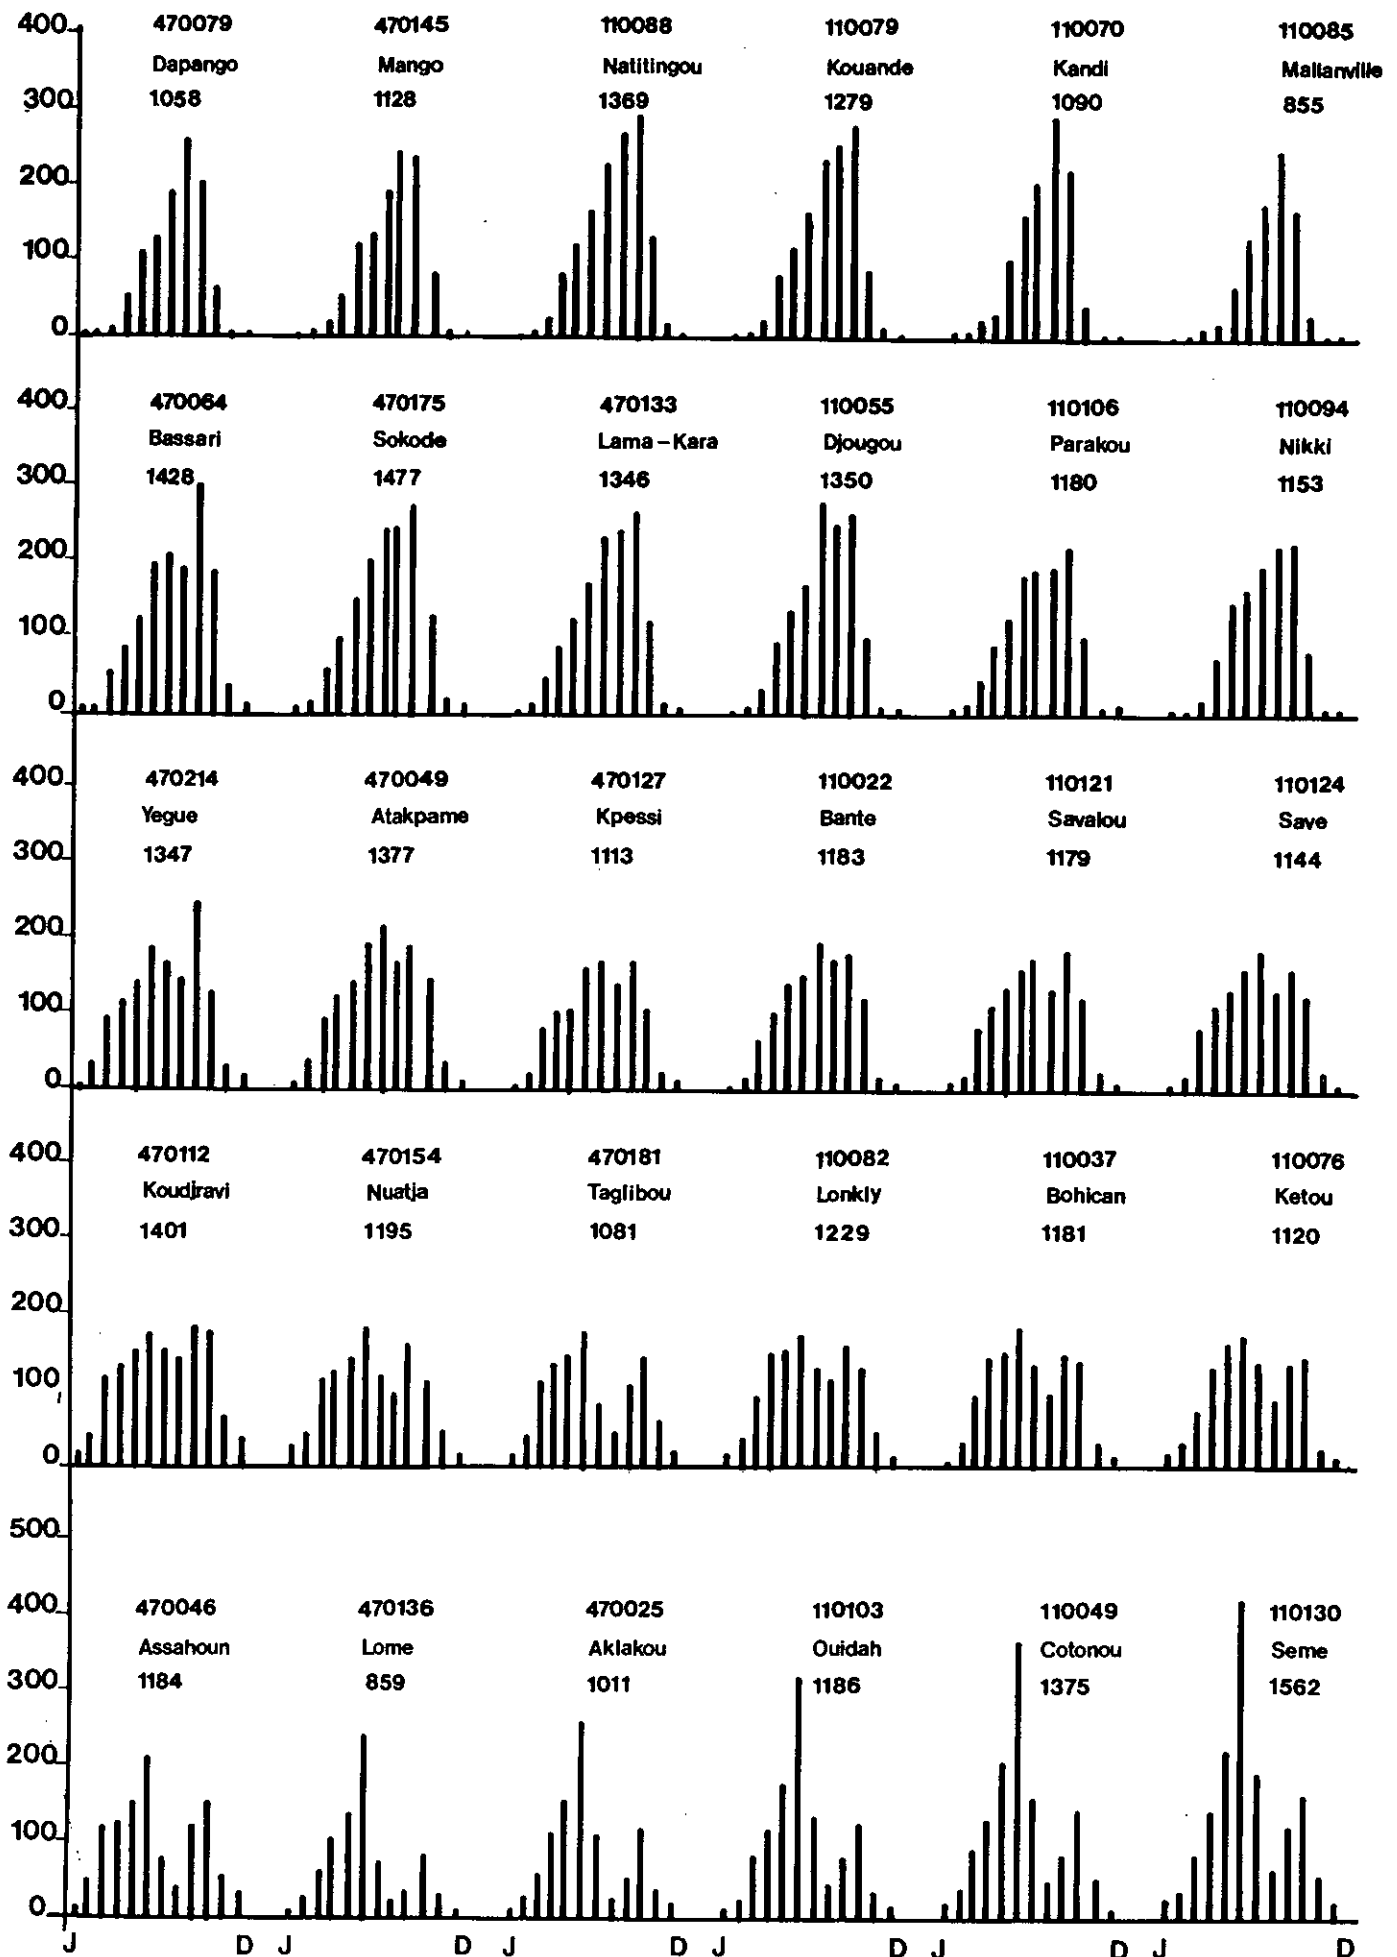 400 470079 470145 110088 110079 110070 110085
Dapango Mango Natitingou Kouande Kandi Mallanville
300 1058 1128 1369 1279 1090 855
200
100
0
400 470064 470175 470133 110055 110106 110094
Bassari Sokode Lama-Kara Djougou Parakou Nikki
300 1428 1477 1346 1350 1180 1153
200
100
0
400 470214 470049 470127 110022 110121 110124
Yegue Atakpame Kpessi Bante Savalou Save
300 1347 1377 1113 1183 1179 1144
200
100
0
400 470112 470154 470181 110082 110037 110076
Koudjravi Nuatja Taglibou Lonkly Bohican Ketou
300 1401 1195 1081 1229 1181 1120
200
100
0
500
400 470046 470136 470025 110103 110049 110130
Assahoun Lome Aklakou Ouidah Cotonou Seme
300 1184 859 1011 1186 1375 1562
200
100
0
J D J D J D J D J D J D